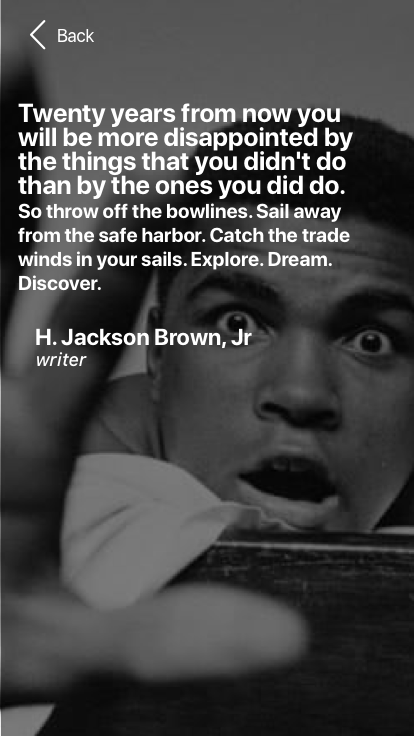 Back
Twenty years from now you
will be more disappointed by
the things that you didn't do
than by the ones you did do.
So throw off the bowlines. Sail away
from the safe harbor. Catch the trade
winds in your sails. Explore. Dream.
Discover.
H. Jackson Brown, Jr
writer